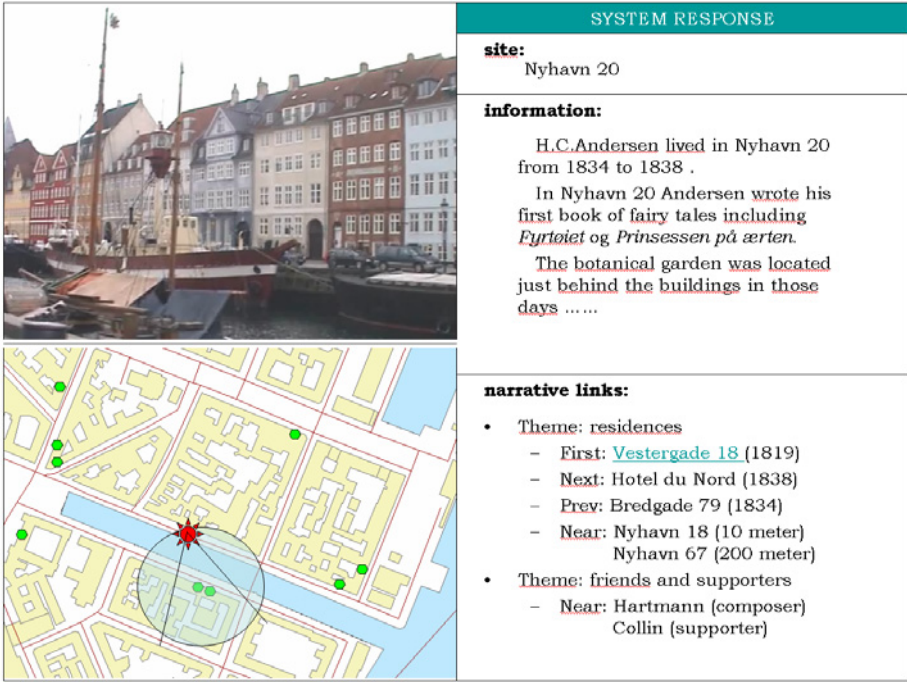 SYSTEM RESPONSE
site:
Nyhavn 20
information:
H.C.Andersen lived in Nyhavn 20
from 1834 to 1838 .
In Nyhavn 20 Andersen wrote his
first book of fairy tales including
Fyrtøiet og Prinsessen på ærten.
The botanical garden was located
just behind the buildings in those
days ……
narrative links:
• Theme: residences
– First: Vestergade 18 (1819)
– Next: Hotel du Nord (1838)
– Prev: Bredgade 79 (1834)
– Near: Nyhavn 18 (10 meter)
Nyhavn 67 (200 meter)
• Theme: friends and supporters
– Near: Hartmann (composer)
Collin (supporter)